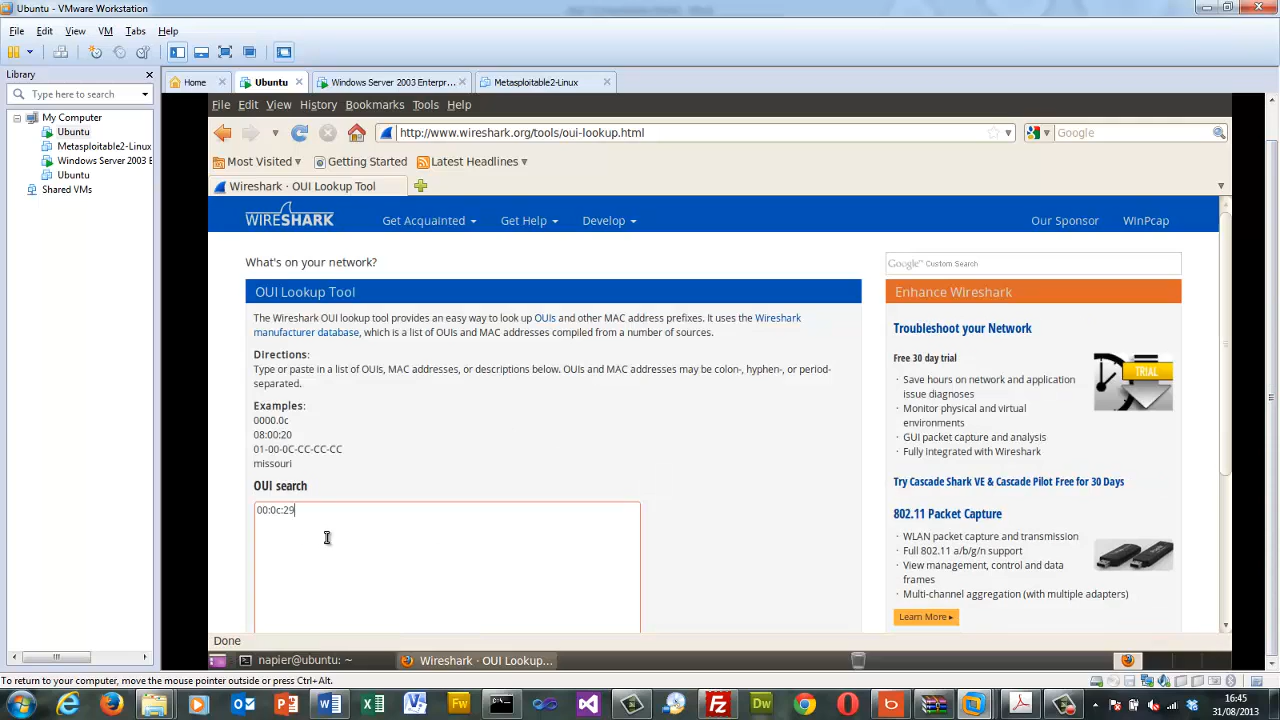 Ubuntu - VMware Workstation
File Edit View VM Tabs Help
Library
Type here to search
My Computer
Ubuntu
Metasploitable2-Linux
Windows Server 2003 E
Ubuntu
Shared VMs
Home
Ubuntu
Windows Server 2003 Enterpr...
Metasploitable2-Linux
File Edit View History Bookmarks Tools Help
http://www.wireshark.org/tools/oui-lookup.html
Google
Most Visited Getting Started Latest Headlines
Wireshark · OUI Lookup Tool
WIRESHARK
Get Acquainted Get Help Develop Our Sponsor WinPcap
What's on your network?
OUI Lookup Tool
The Wireshark OUI lookup tool provides an easy way to look up OUIs and other MAC address prefixes. It uses the Wireshark
manufacturer database, which is a list of OUIs and MAC addresses compiled from a number of sources.
Directions:
Type or paste in a list of OUIs, MAC addresses, or descriptions below. OUIs and MAC addresses may be colon-, hyphen-, or period-
separated.
Examples:
0000.0c
08:00:20
01-00-0C-CC-CC-CC
missouri
OUI search
00:0c:29
Google™ Custom Search
Enhance Wireshark
Troubleshoot your Network
Free 30 day trial
· Save hours on network and application
issue diagnoses
· Monitor physical and virtual
environments
· GUI packet capture and analysis
· Fully integrated with Wireshark
TRIAL
Try Cascade Shark VE & Cascade Pilot Free for 30 Days
802.11 Packet Capture
· WLAN packet capture and transmission
· Full 802.11 a/b/g/n support
· View management, control and data
frames
· Multi-channel aggregation (with multiple adapters)
Learn More ▸
Done
napier@ubuntu: ~
Wireshark · OUI Lookup...
To return to your computer, move the mouse pointer outside or press Ctrl+Alt.
16:45
31/08/2013